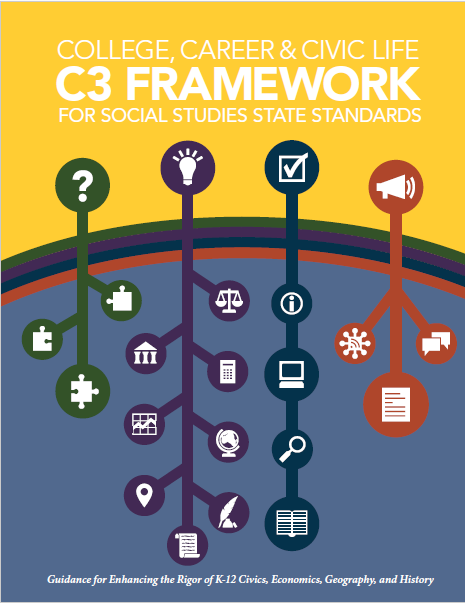 COLLEGE, CAREER & CIVIC LIFE
C3 FRAMEWORK
FOR SOCIAL STUDIES STATE STANDARDS
?
i
Guidance for Enhancing the Rigor of K-12 Civics, Economics, Geography, and History